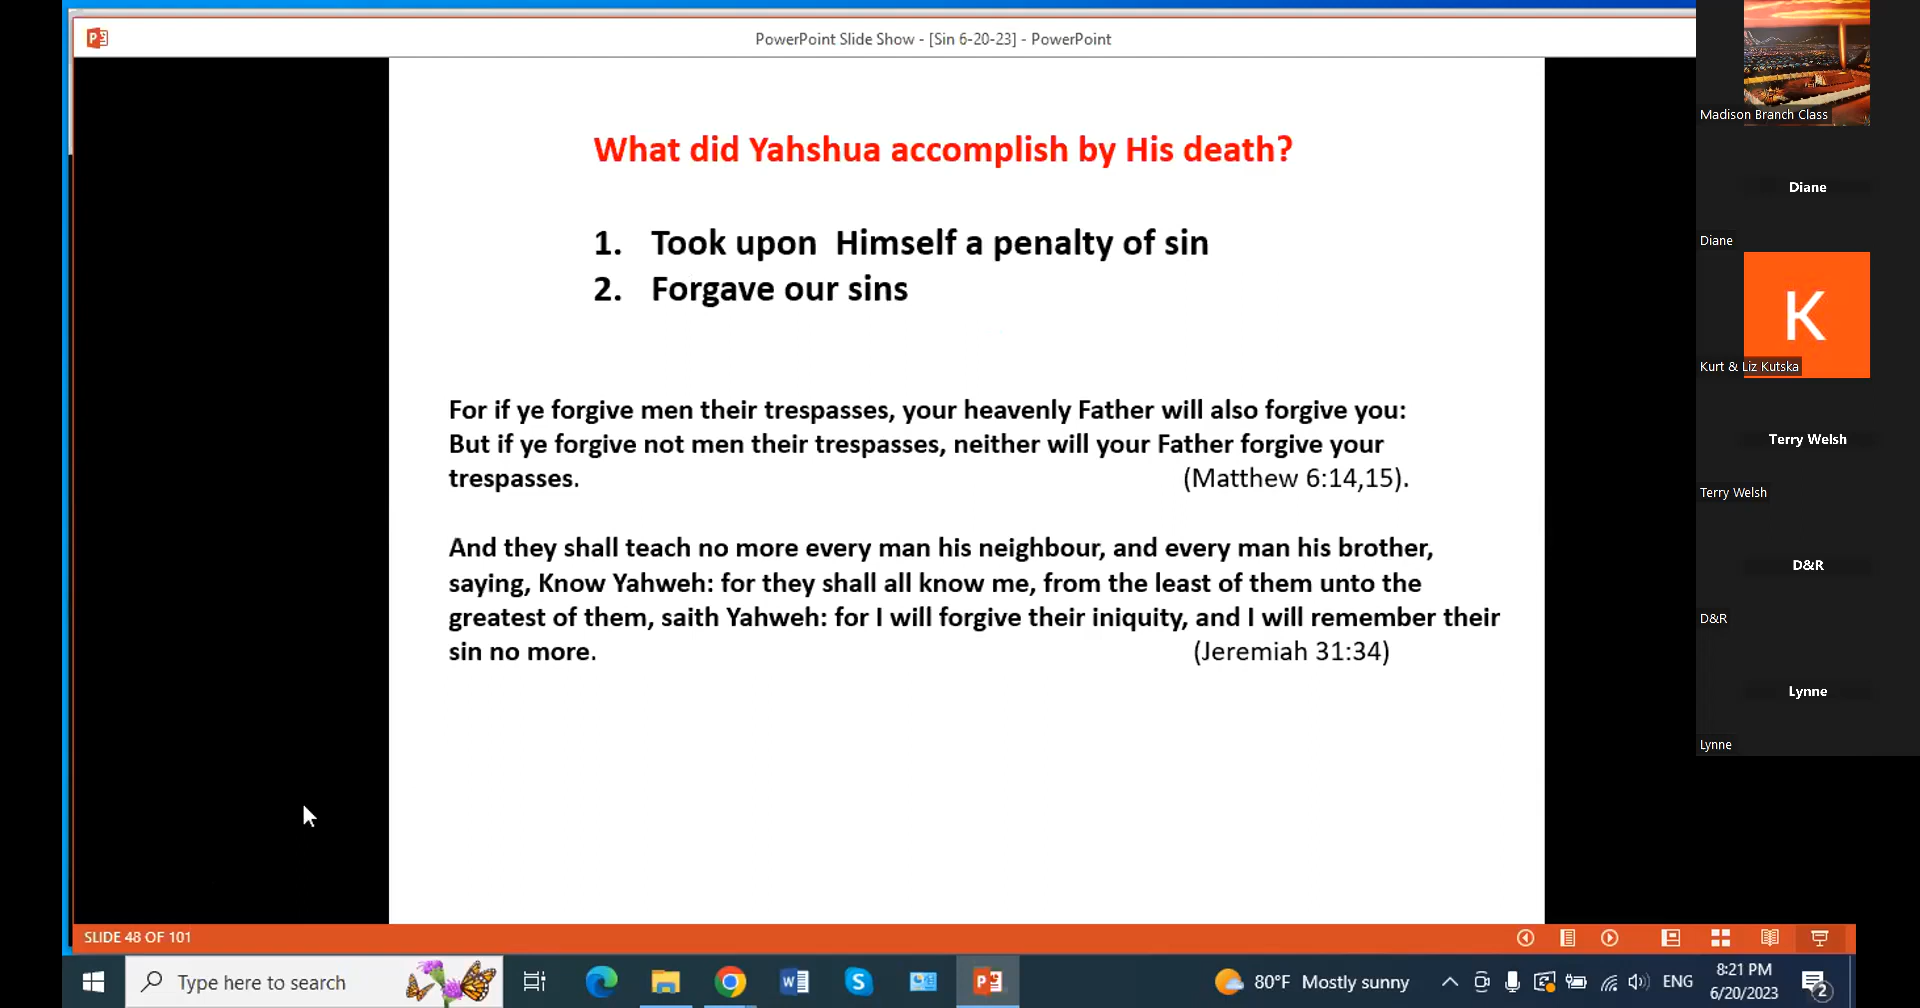 PowerPoint Slide Show - [Sin 6-20-23] - PowerPoint
What did Yahshua accomplish by His death?
1. Took upon Himself a penalty of sin
2. Forgave our sins
For if ye forgive men their trespasses, your heavenly Father will also forgive you:
But if ye forgive not men their trespasses, neither will your Father forgive your
trespasses. (Matthew 6:14,15).
And they shall teach no more every man his neighbour, and every man his brother,
saying, Know Yahweh: for they shall all know me, from the least of them unto the
greatest of them, saith Yahweh: for I will forgive their iniquity, and I will remember their
sin no more. (Jeremiah 31:34)
Madison Branch Class
Diane
Diane
K
Kurt & Liz Kutska
Terry Welsh
Terry Welsh
D&R
D&R
Lynne
Lynne
SLIDE 48 OF 101
Type here to search
80°F Mostly sunny
ENG
8:21 PM
6/20/2023
2